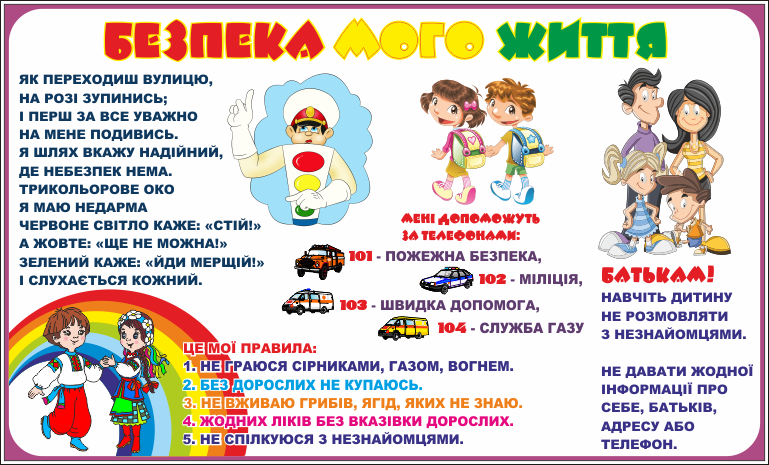 БЕЗПЕКА МОГО ЖИТТЯ
ЯК ПЕРЕХОДИШ ВУЛИЦЮ,
НА РОЗІ ЗУПИНИСЬ;
І ПЕРШ ЗА ВСЕ УВАЖНО
НА МЕНЕ ПОДИВИСЬ.
Я ШЛЯХ ВКАЖУ НАДІЙНИЙ,
ДЕ НЕБЕЗПЕК НЕМА.
ТРИКОЛЬОРОВЕ ОКО
Я МАЮ НЕДАРМА
ЧЕРВОНЕ СВІТЛО КАЖЕ: «СТІЙ!»
А ЖОВТЕ: «ЩЕ НЕ МОЖНА!»
ЗЕЛЕНИЙ КАЖЕ: «ЙДИ МЕРЩІЙ!»
І СЛУХАЄТЬСЯ КОЖНИЙ.
МЕНІ ДОПОМОЖУТЬ
ЗА ТЕЛЕФОНАМИ:
101 - ПОЖЕЖНА БЕЗПЕКА,
102 - МІЛІЦІЯ,
103 - ШВИДКА ДОПОМОГА,
104 - СЛУЖБА ГАЗУ
ЦЕ МОЇ ПРАВИЛА:
1. НЕ ГРАЮСЯ СІРНИКАМИ, ГАЗОМ, ВОГНЕМ.
2. БЕЗ ДОРОСЛИХ НЕ КУПАЮСЬ.
3. НЕ ВЖИВАЮ ГРИБІВ, ЯГІД, ЯКИХ НЕ ЗНАЮ.
4. ЖОДНИХ ЛІКІВ БЕЗ ВКАЗІВКИ ДОРОСЛИХ.
5. НЕ СПІЛКУЮСЯ З НЕЗНАЙОМЦЯМИ.
БАТЬКАМ!
НАВЧІТЬ ДИТИНУ
НЕ РОЗМОВЛЯТИ
З НЕЗНАЙОМЦЯМИ.
НЕ ДАВАТИ ЖОДНОЇ
ІНФОРМАЦІЇ ПРО
СЕБЕ, БАТЬКІВ,
АДРЕСУ АБО
ТЕЛЕФОН.